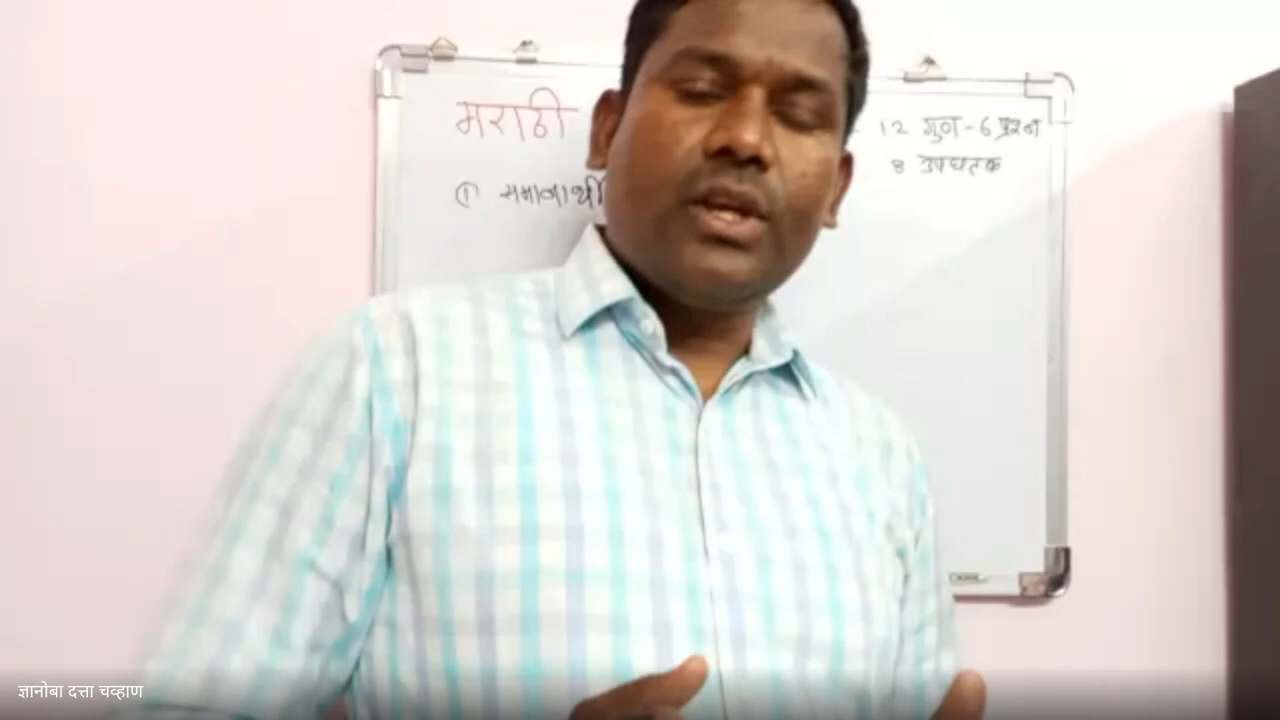 मराठी - 12 गुण - 6 प्रश्न
8 उपघटक
① समानार्थी
ज्ञानोबा दत्ता चव्हाण